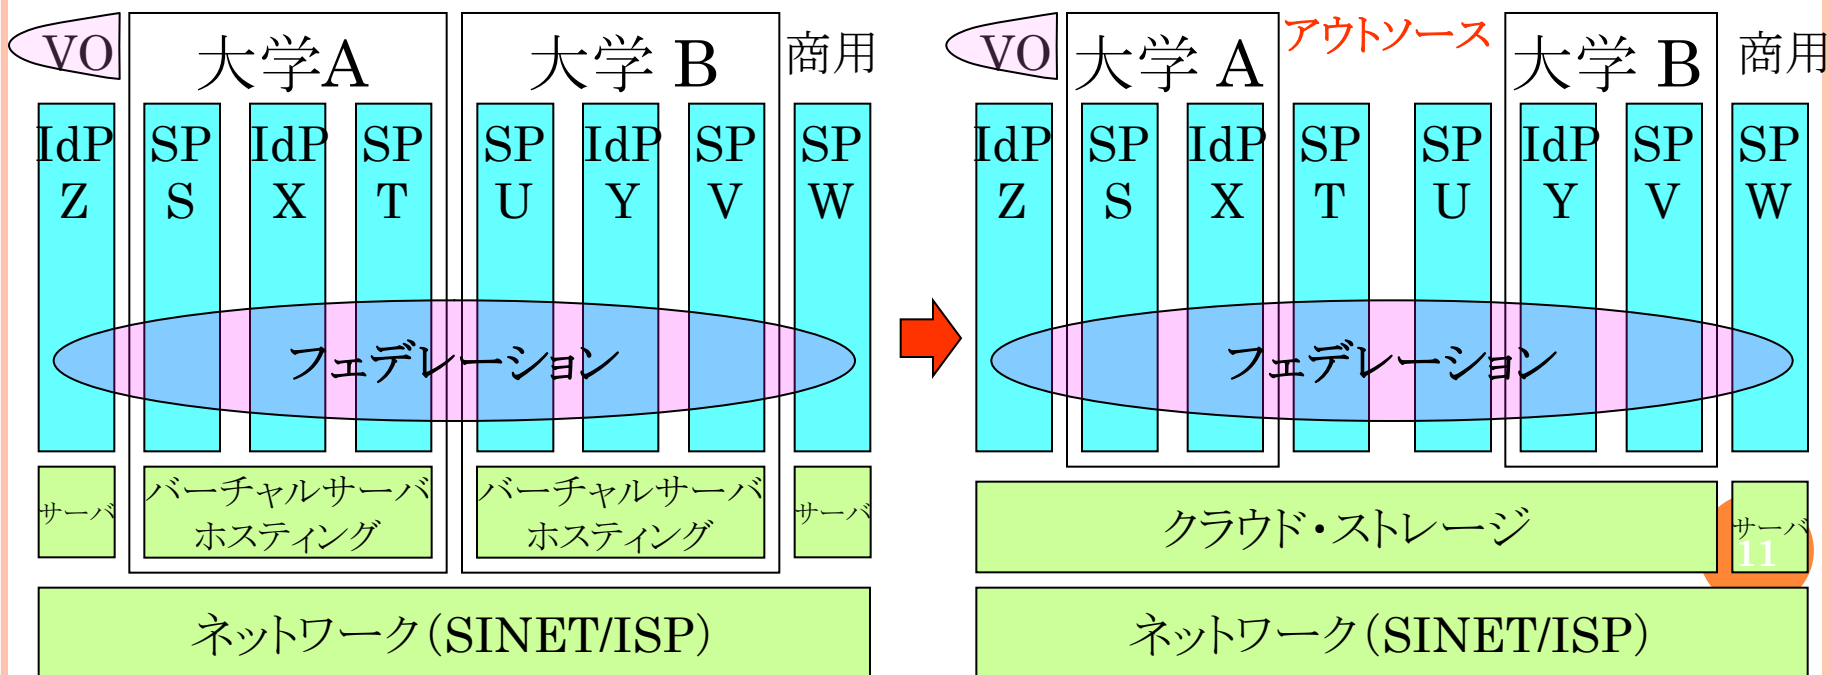 VO
大学A
大学 B
商用
IdP
Z
SP
S
IdP
X
SP
T
SP
U
IdP
Y
SP
V
SP
W
フェデレーション
サーバ
バーチャルサーバ
ホスティング
バーチャルサーバ
ホスティング
サーバ
ネットワーク(SINET/ISP)
VO
大学 A
アウトソース
大学 B
商用
IdP
Z
SP
S
IdP
X
SP
T
SP
U
IdP
Y
SP
V
SP
W
フェデレーション
クラウド・ストレージ
サーバ
11
ネットワーク(SINET/ISP)